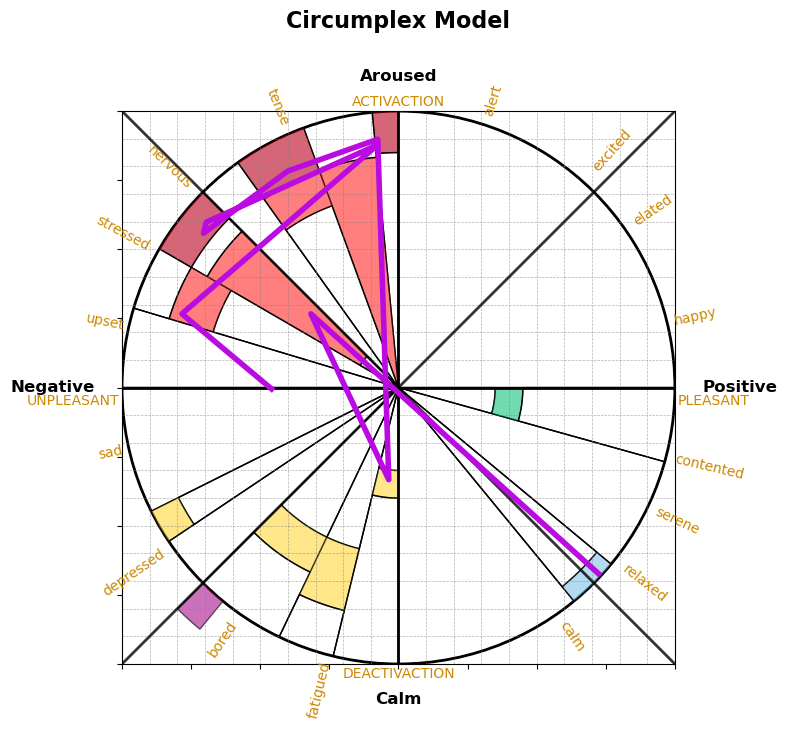 Circumplex Model
Aroused
ACTIVACTION
tense
alert
nervous
excited
stressed
elated
upset
happy
Negative
Positive
UNPLEASANT
PLEASANT
sad
contented
serene
depressed
relaxed
bored
calm
fatigued
DEACTIVACTION
Calm